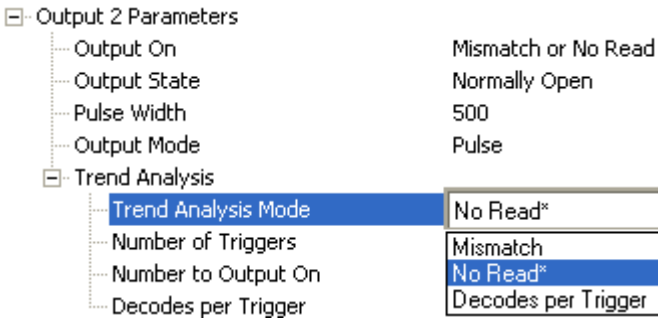 Output 2 Parameters
Output On Mismatch or No Read
Output State Normally Open
Pulse Width 500
Output Mode Pulse
Trend Analysis
Trend Analysis Mode No Read*
Number of Triggers Mismatch
Number to Output On No Read*
Decodes per Trigger Decodes per Trigger